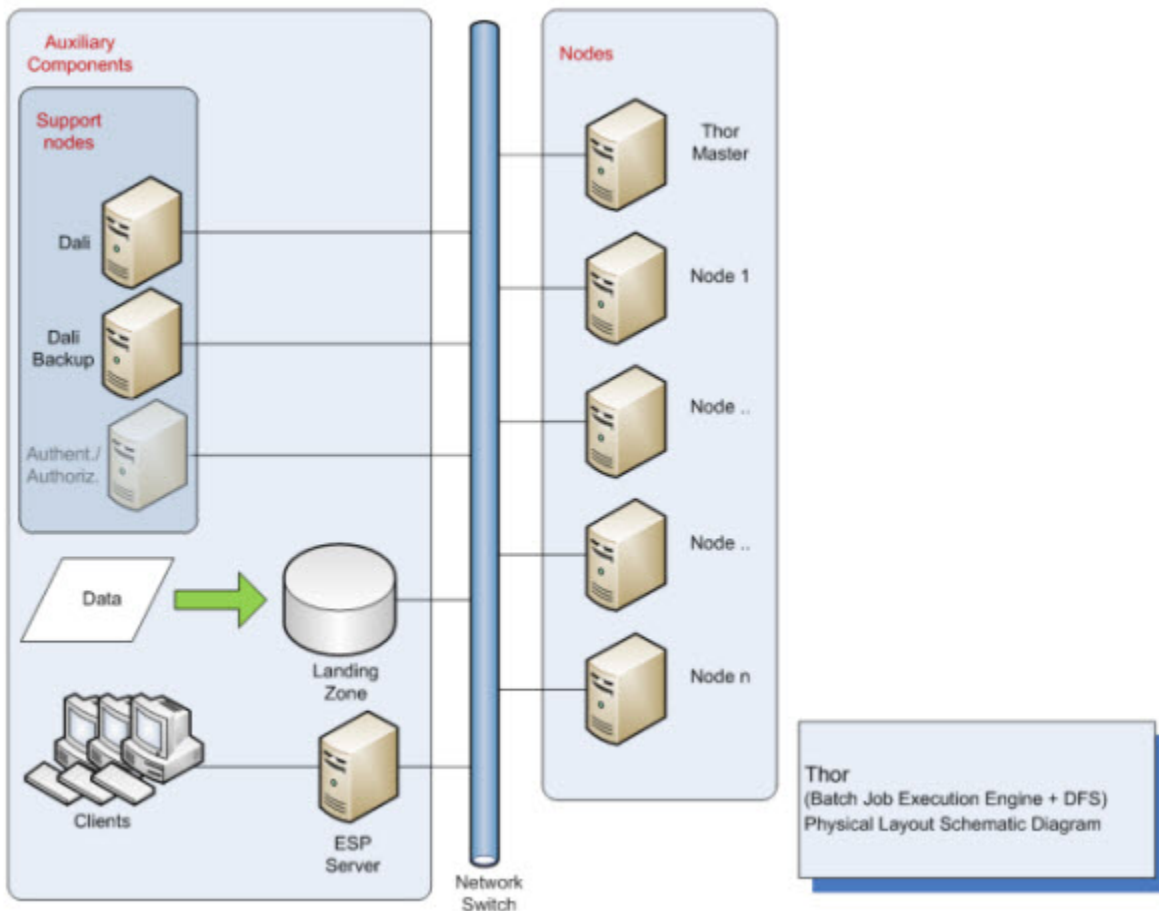 Auxiliary
Components
Support
nodes
Dali
Dali
Backup
Authent./
Authoriz.
Data
Landing
Zone
Clients
ESP
Server
Network
Switch
Nodes
Thor
Master
Node 1
Node ..
Node ..
Node n
Thor
(Batch Job Execution Engine + DFS)
Physical Layout Schematic Diagram